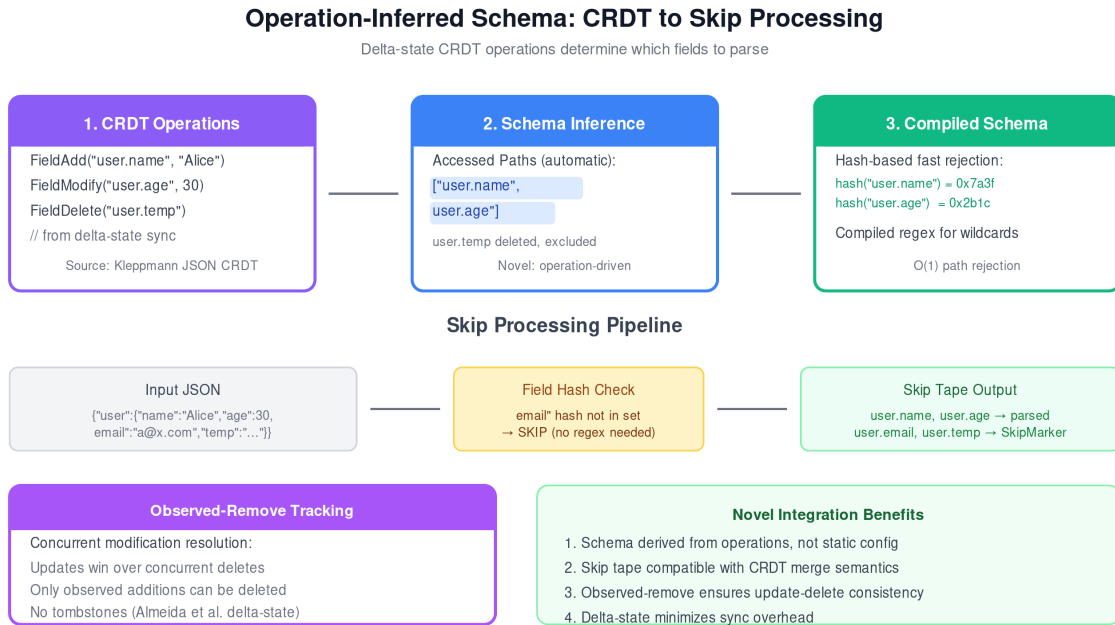 Operation-Inferred Schema: CRDT to Skip Processing
Delta-state CRDT operations determine which fields to parse
1. CRDT Operations
FieldAdd("user.name", "Alice")
FieldModify("user.age", 30)
FieldDelete("user.temp")
// from delta-state sync
Source: Kleppmann JSON CRDT
2. Schema Inference
Accessed Paths (automatic):
["user.name",
user.age"]
user.temp deleted, excluded
Novel: operation-driven
3. Compiled Schema
Hash-based fast rejection:
hash("user.name") = 0x7a3f
hash("user.age")  = 0x2b1c
Compiled regex for wildcards
O(1) path rejection
Skip Processing Pipeline
Input JSON
{"user":{"name":"Alice","age":30,
email":"a@x.com","temp":"..."}}
Field Hash Check
email" hash not in set
→ SKIP (no regex needed)
Skip Tape Output
user.name, user.age → parsed
user.email, user.temp → SkipMarker
Observed-Remove Tracking
Concurrent modification resolution:
Updates win over concurrent deletes
Only observed additions can be deleted
No tombstones (Almeida et al. delta-state)
Novel Integration Benefits
1. Schema derived from operations, not static config
2. Skip tape compatible with CRDT merge semantics
3. Observed-remove ensures update-delete consistency
4. Delta-state minimizes sync overhead